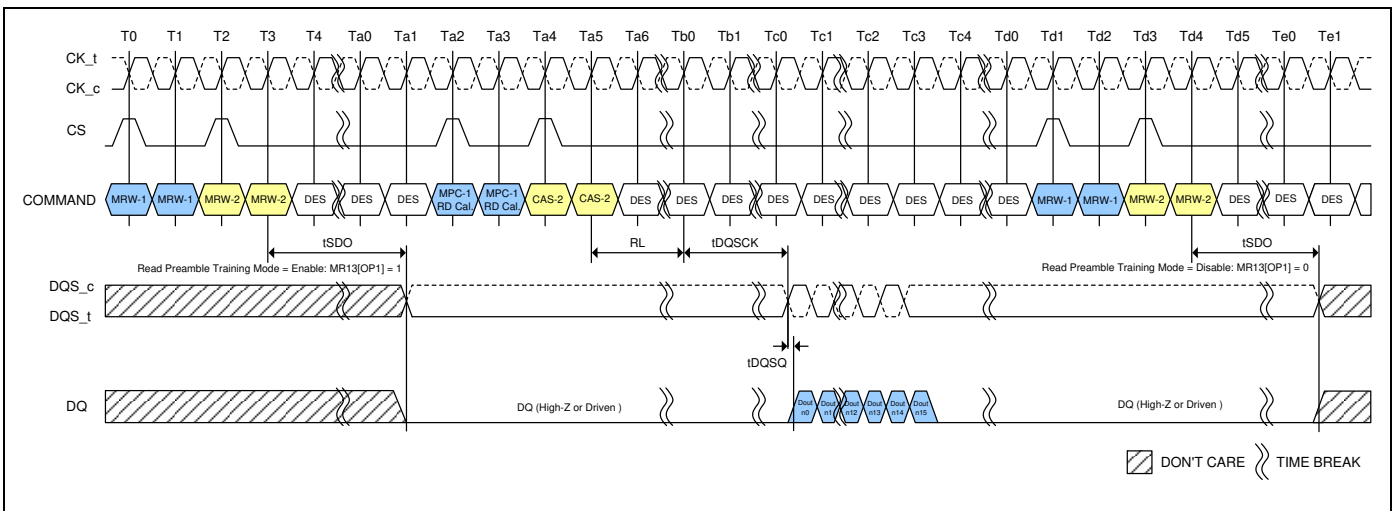 T0 T1 T2 T3 T4 Ta0 Ta1 Ta2 Ta3 Ta4 Ta5 Ta6 Tb0 Tb1 Tc0 Tc1 Tc2 Tc3 Tc4 Td0 Td1 Td2 Td3 Td4 Td5 Te0 Te1
CK_t
CK_c
CS
COMMAND MRW-1 MRW-1 MRW-2 MRW-2 DES DES DES MPC-1 RD Cal. MPC-1 RD Cal. CAS-2 CAS-2 DES DES DES DES DES DES DES DES DES MRW-1 MRW-1 MRW-2 MRW-2 DES DES DES
tSDO RL tDQSCK tSDO
Read Preamble Training Mode = Enable: MR13[OP1] = 1 Read Preamble Training Mode = Disable: MR13[OP1] = 0
DQS_c
DQS_t
tDQSQ
DQ DQ (High-Z or Driven ) Dout n0 Dout n1 Dout n12 Dout n13 Dout n14 Dout n15 DQ (High-Z or Driven )
DON'T CARE TIME BREAK